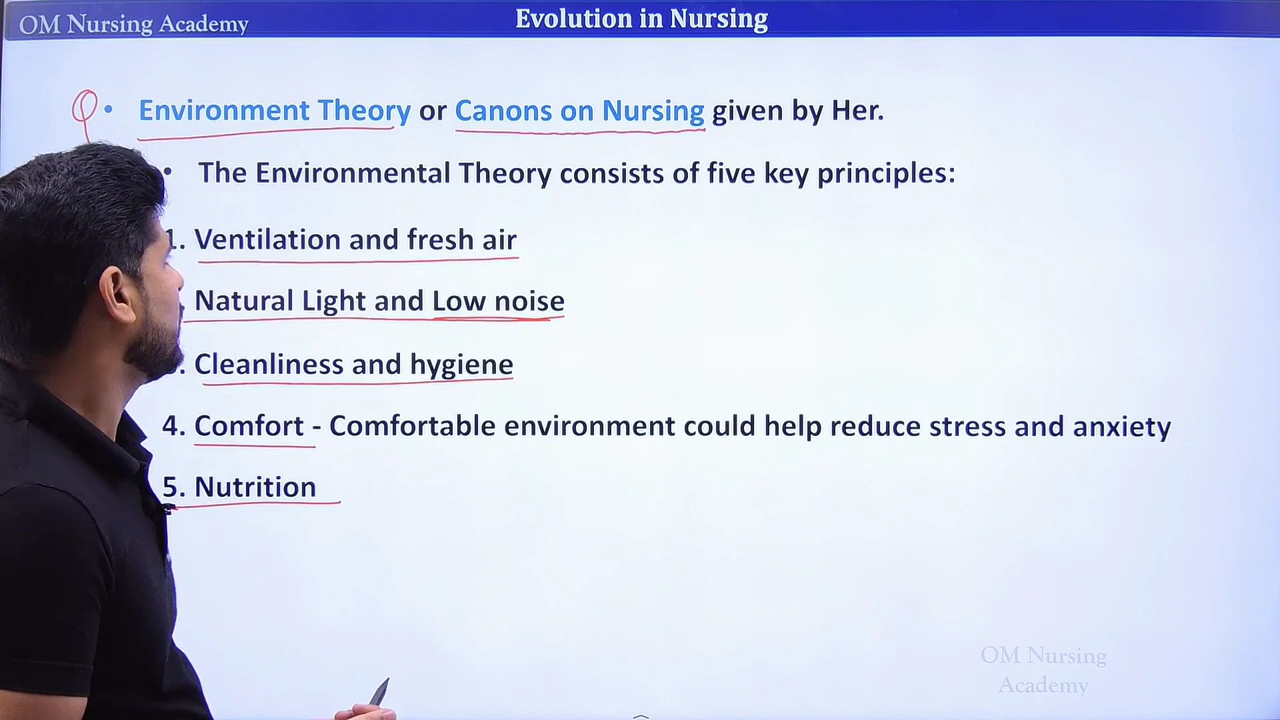 OM Nursing Academy
Evolution in Nursing
• Environment Theory or Canons on Nursing given by Her.
• The Environmental Theory consists of five key principles:
1. Ventilation and fresh air
Natural Light and Low noise
3. Cleanliness and hygiene
4. Comfort - Comfortable environment could help reduce stress and anxiety
5. Nutrition
OM Nursing
Academy